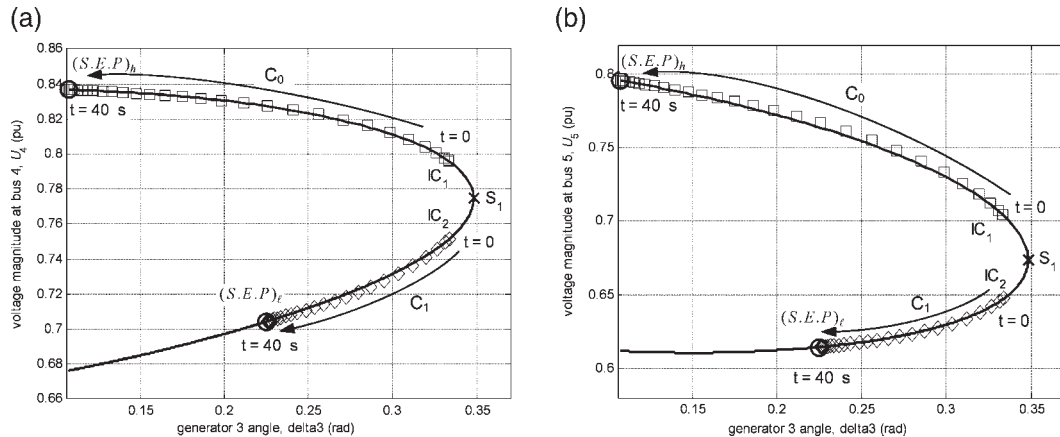 (a)
voltage magnitude at bus 4, U4 (pu)
0.86
0.84
0.82
0.8
0.78
0.76
0.74
0.72
0.7
0.68
0.66
(S.E.P)h
t = 40 s
C0
t = 0
IC1
S1
IC2
t = 0
(S.E.P)ℓ
C1
t = 40 s
0.15
0.2
0.25
0.3
0.35
generator 3 angle, delta3 (rad)
(b)
voltage magnitude at bus 5, U5 (pu)
0.8
0.75
0.7
0.65
0.6
(S.E.P)h
t = 40 s
C0
t = 0
IC1
S1
IC2
C1
t = 0
(S.E.P)ℓ
t = 40 s
0.15
0.2
0.25
0.3
0.35
generator 3 angle, delta3 (rad)